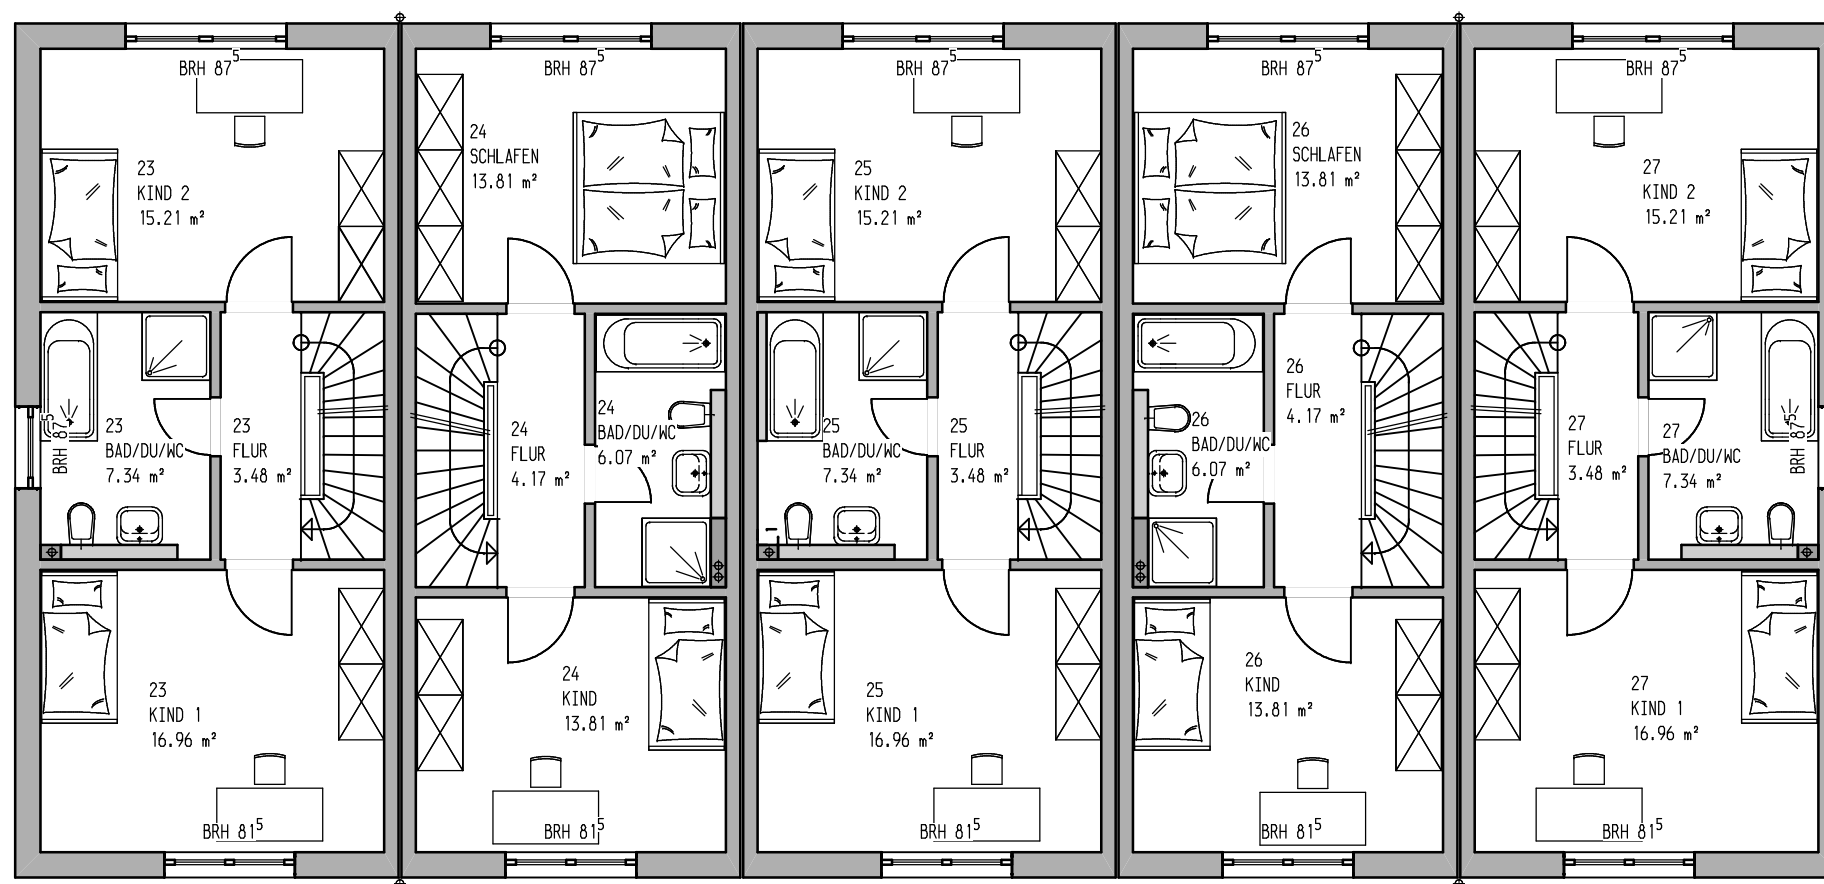 BRH 87⁵
BRH 87⁵
BRH 87⁵
BRH 87⁵
BRH 87⁵
23
KIND 2
15.21 m²
24
SCHLAFEN
13.81 m²
25
KIND 2
15.21 m²
26
SCHLAFEN
13.81 m²
27
KIND 2
15.21 m²
BRH 87⁵
23
BAD/DU/WC
7.34 m²
23
FLUR
3.48 m²
24
FLUR
4.17 m²
24
BAD/DU/WC
6.07 m²
25
BAD/DU/WC
7.34 m²
25
FLUR
3.48 m²
26
BAD/DU/WC
6.07 m²
26
FLUR
4.17 m²
27
FLUR
3.48 m²
27
BAD/DU/WC
7.34 m²
BRH 87⁵
23
KIND 1
16.96 m²
24
KIND
13.81 m²
25
KIND 1
16.96 m²
26
KIND
13.81 m²
27
KIND 1
16.96 m²
BRH 81⁵
BRH 81⁵
BRH 81⁵
BRH 81⁵
BRH 81⁵